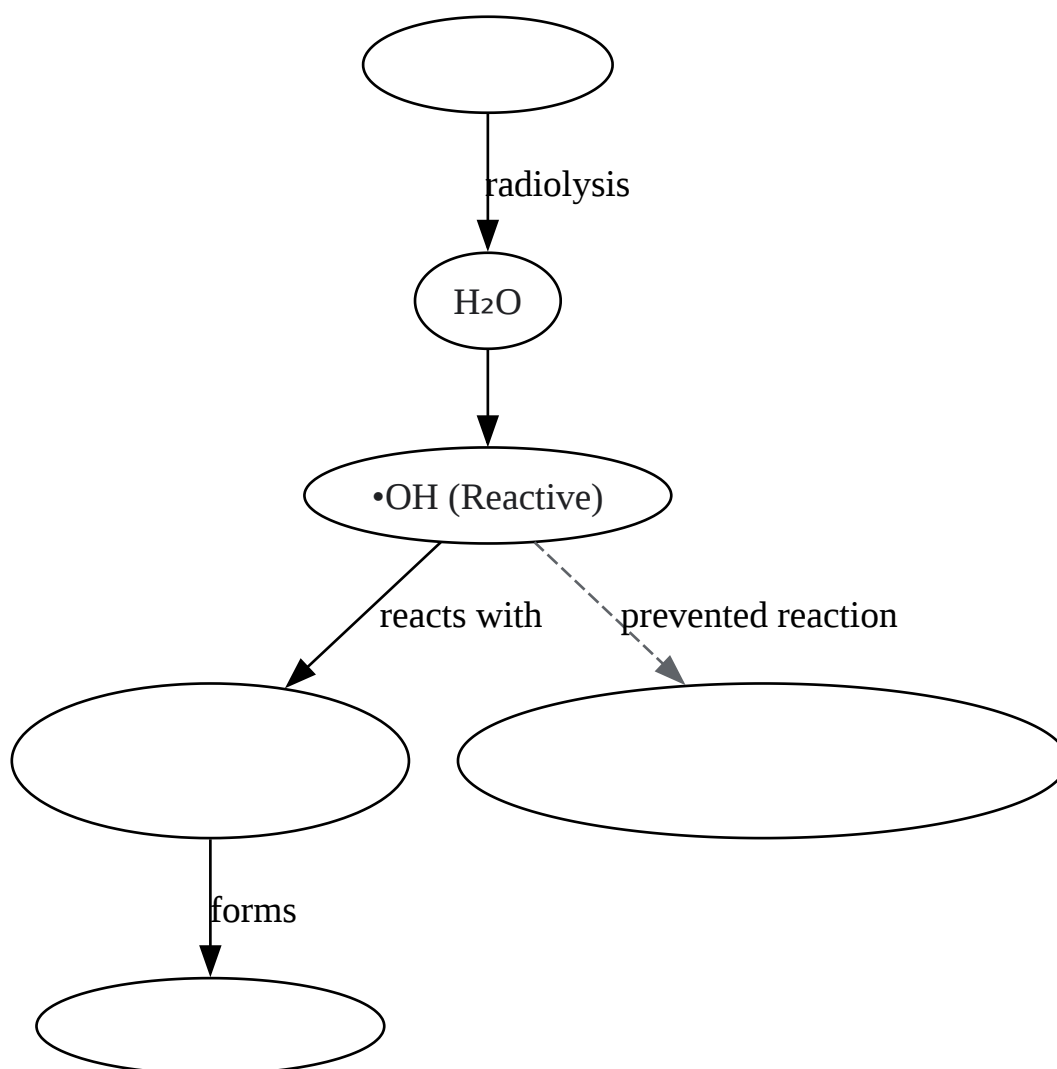 radiolysis
H₂O
•OH (Reactive)
reacts with
prevented reaction
forms